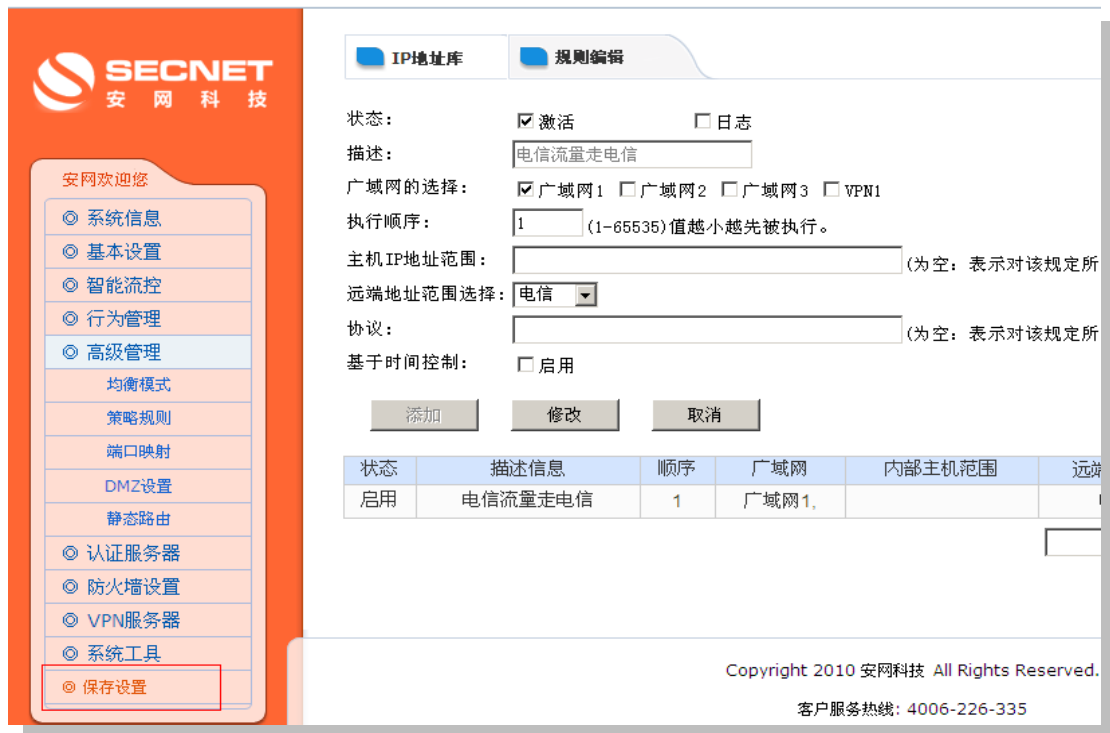 SECNET
安网科技
安网欢迎您
系统信息
基本设置
智能流控
行为管理
高级管理
均衡模式
策略规则
端口映射
DMZ设置
静态路由
认证服务器
防火墙设置
VPN服务器
系统工具
保存设置
IP地址库 规则编辑
状态： 激活 日志
描述： 电信流量走电信
广域网的选择： 广域网1 广域网2 广域网3 VPN1
执行顺序： 1 (1-65535)值越小越先被执行。
主机IP地址范围： (为空：表示对该规定所
远端地址范围选择： 电信
协议： (为空：表示对该规定所
基于时间控制： 启用
添加 修改 取消
状态 描述信息 顺序 广域网 内部主机范围 远端
启用 电信流量走电信 1 广域网1,
Copyright 2010 安网科技 All Rights Reserved.
客户服务热线: 4006-226-335